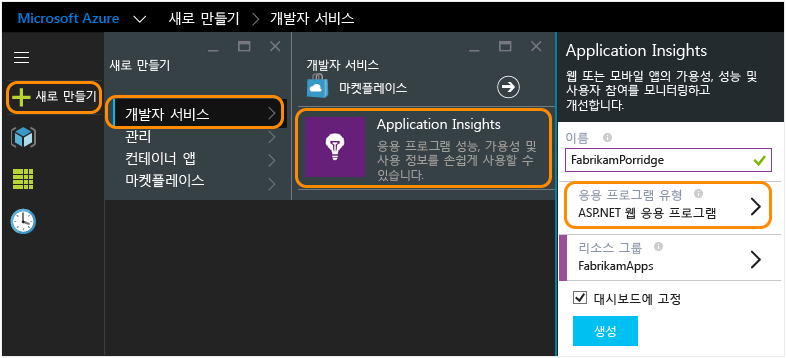 Microsoft Azure 새로 만들기 > 개발자 서비스
새로 만들기
새로 만들기
개발자 서비스
관리
컨테이너 앱
마켓플레이스
개발자 서비스
마켓플레이스
Application Insights
응용 프로그램 성능, 가용성 및
사용 정보를 손쉽게 사용할 수
있습니다.
Application Insights
웹 또는 모바일 앱의 가용성, 성능 및
사용자 참여를 모니터링하고
개선합니다.
이름
FabrikamPorridge
응용 프로그램 유형
ASP.NET 웹 응용 프로그램
리소스 그룹
FabrikamApps
대시보드에 고정
생성